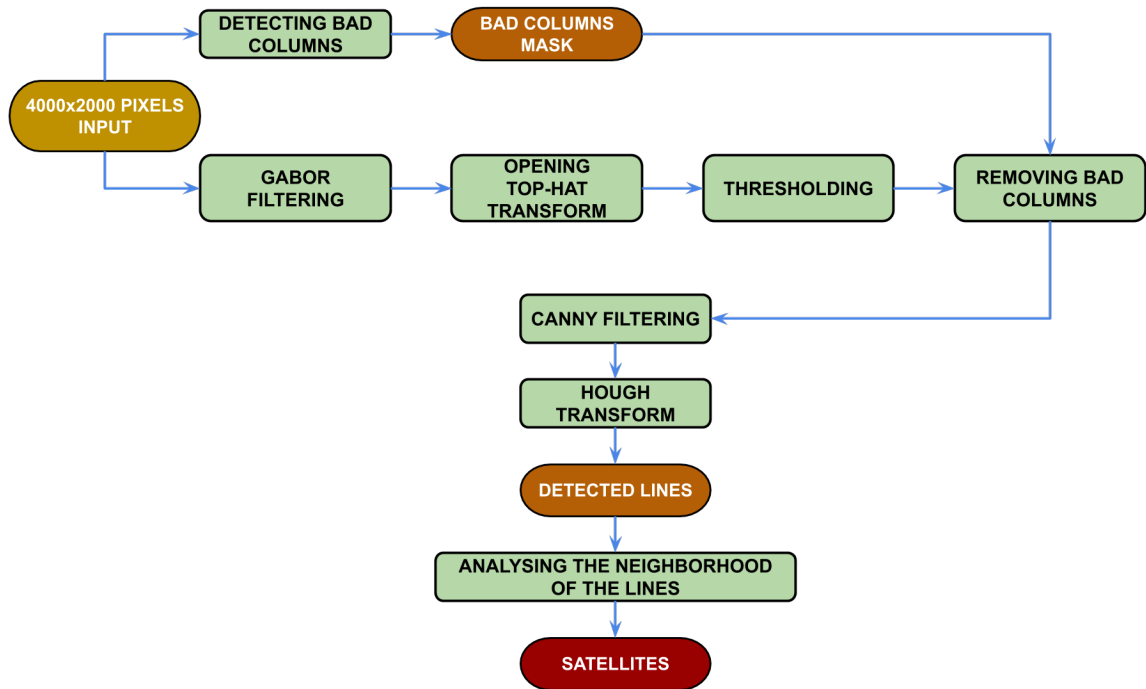 DETECTING BAD
COLUMNS
BAD COLUMNS
MASK
4000x2000 PIXELS
INPUT
GABOR
FILTERING
OPENING
TOP-HAT
TRANSFORM
THRESHOLDING
REMOVING BAD
COLUMNS
CANNY FILTERING
HOUGH
TRANSFORM
DETECTED LINES
ANALYSING THE NEIGHBORHOOD
OF THE LINES
SATELLITES